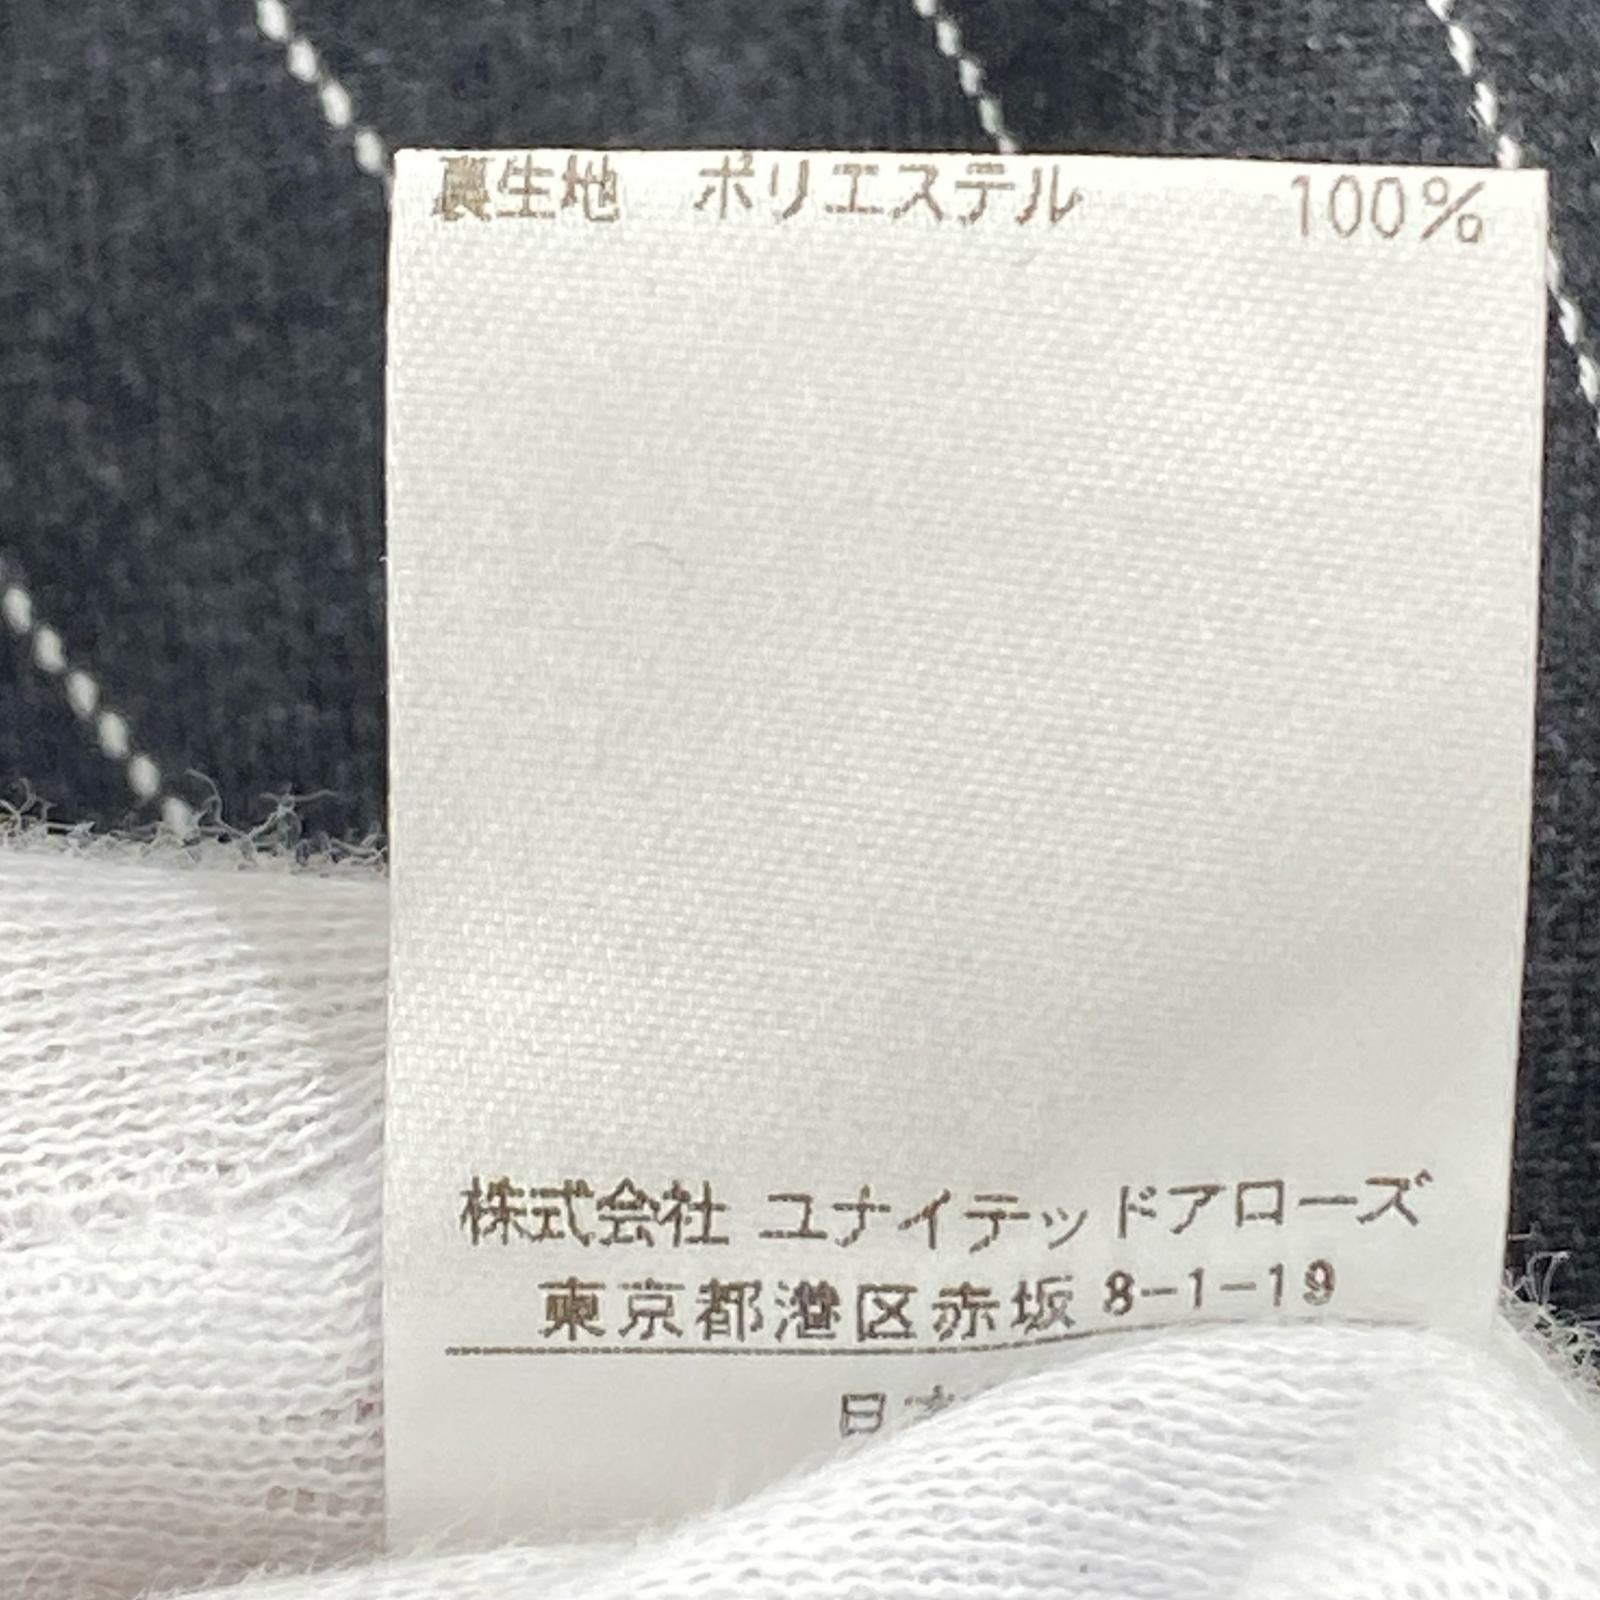 裏生地 ポリエステル 100%
株式会社 ユナイテッドアローズ
東京都港区赤坂 8-1-19
日